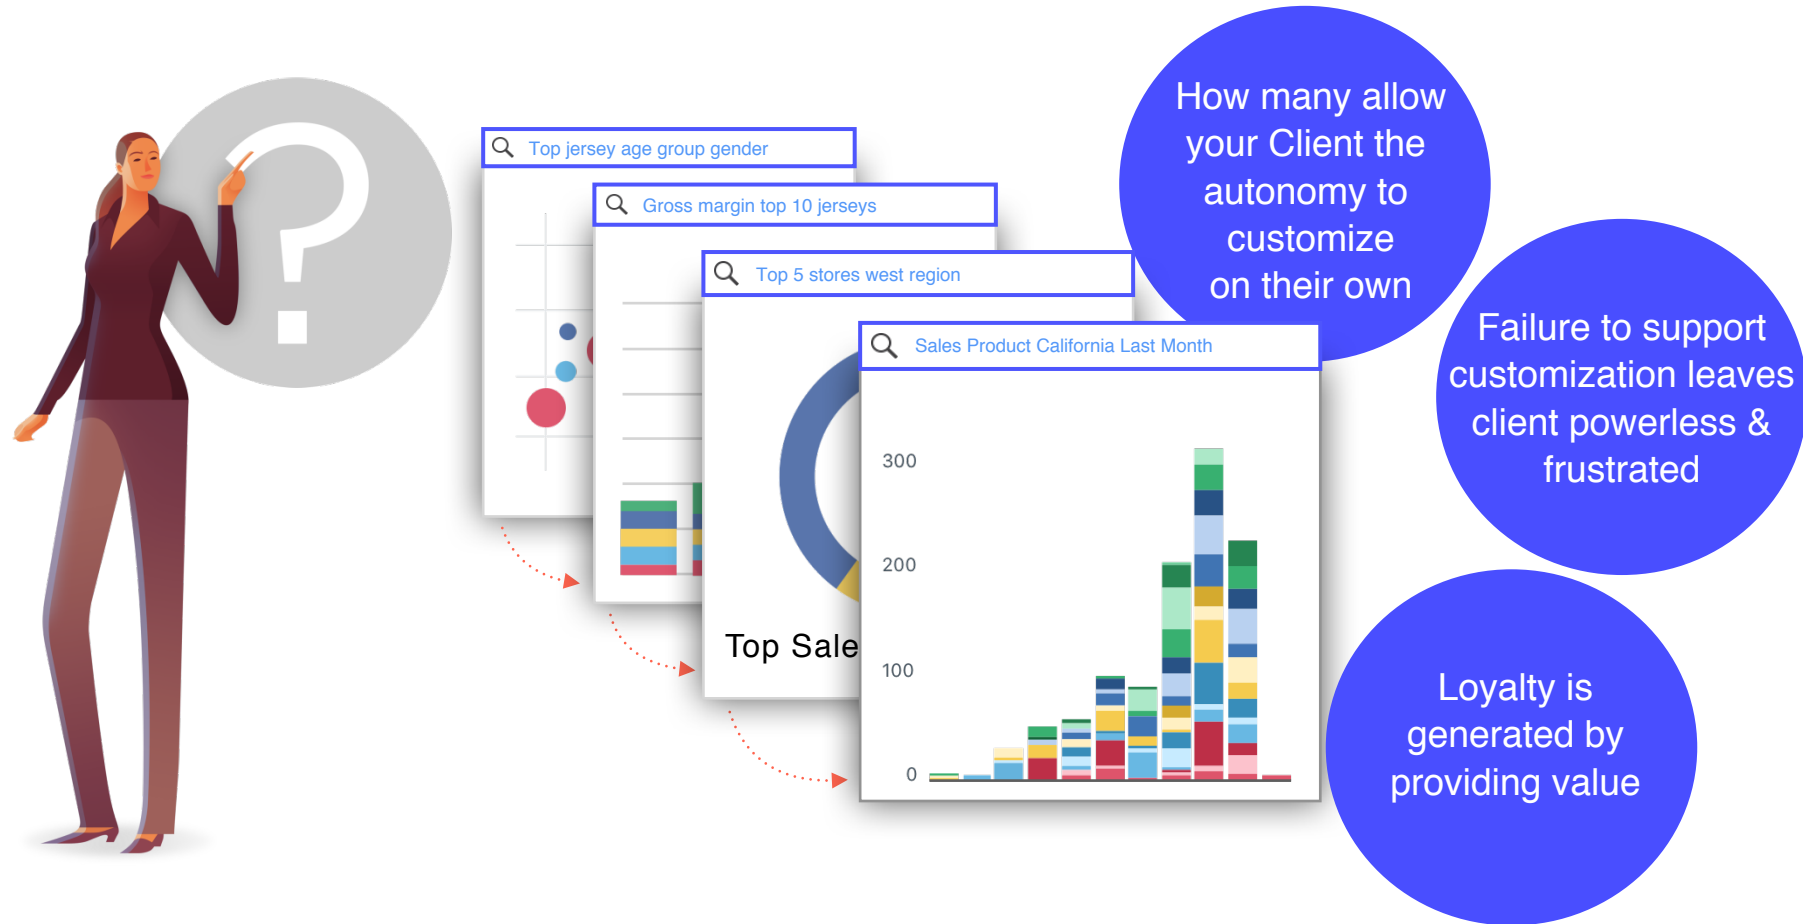 ?
Top jersey age group gender
Gross margin top 10 jerseys
Top 5 stores west region
Top Sale
Sales Product California Last Month
300
200
100
0
How many allow
your Client the
autonomy to
customize
on their own
Failure to support
customization leaves
client powerless &
frustrated
Loyalty is
generated by
providing value